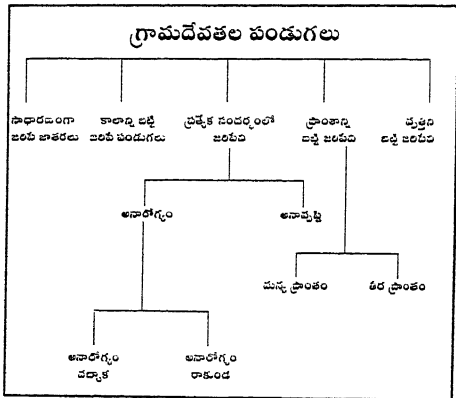 గ్రామదేవతల పండుగలు
సాధారణంగా
జరిపే జాతరలు
కాలాన్ని బట్టి
జరిపే పండుగలు
ప్రత్యేక సందర్భంలో
జరిపేవి
ప్రాంతాన్ని
బట్టి జరిపేవి
వృత్తిని
బట్టి జరిపేవి
అనారోగ్యం
అనావృష్టి
మన్య ప్రాంతం
తీర ప్రాంతం
అనారోగ్యం
వచ్చాక
అనారోగ్యం
రాకుండ